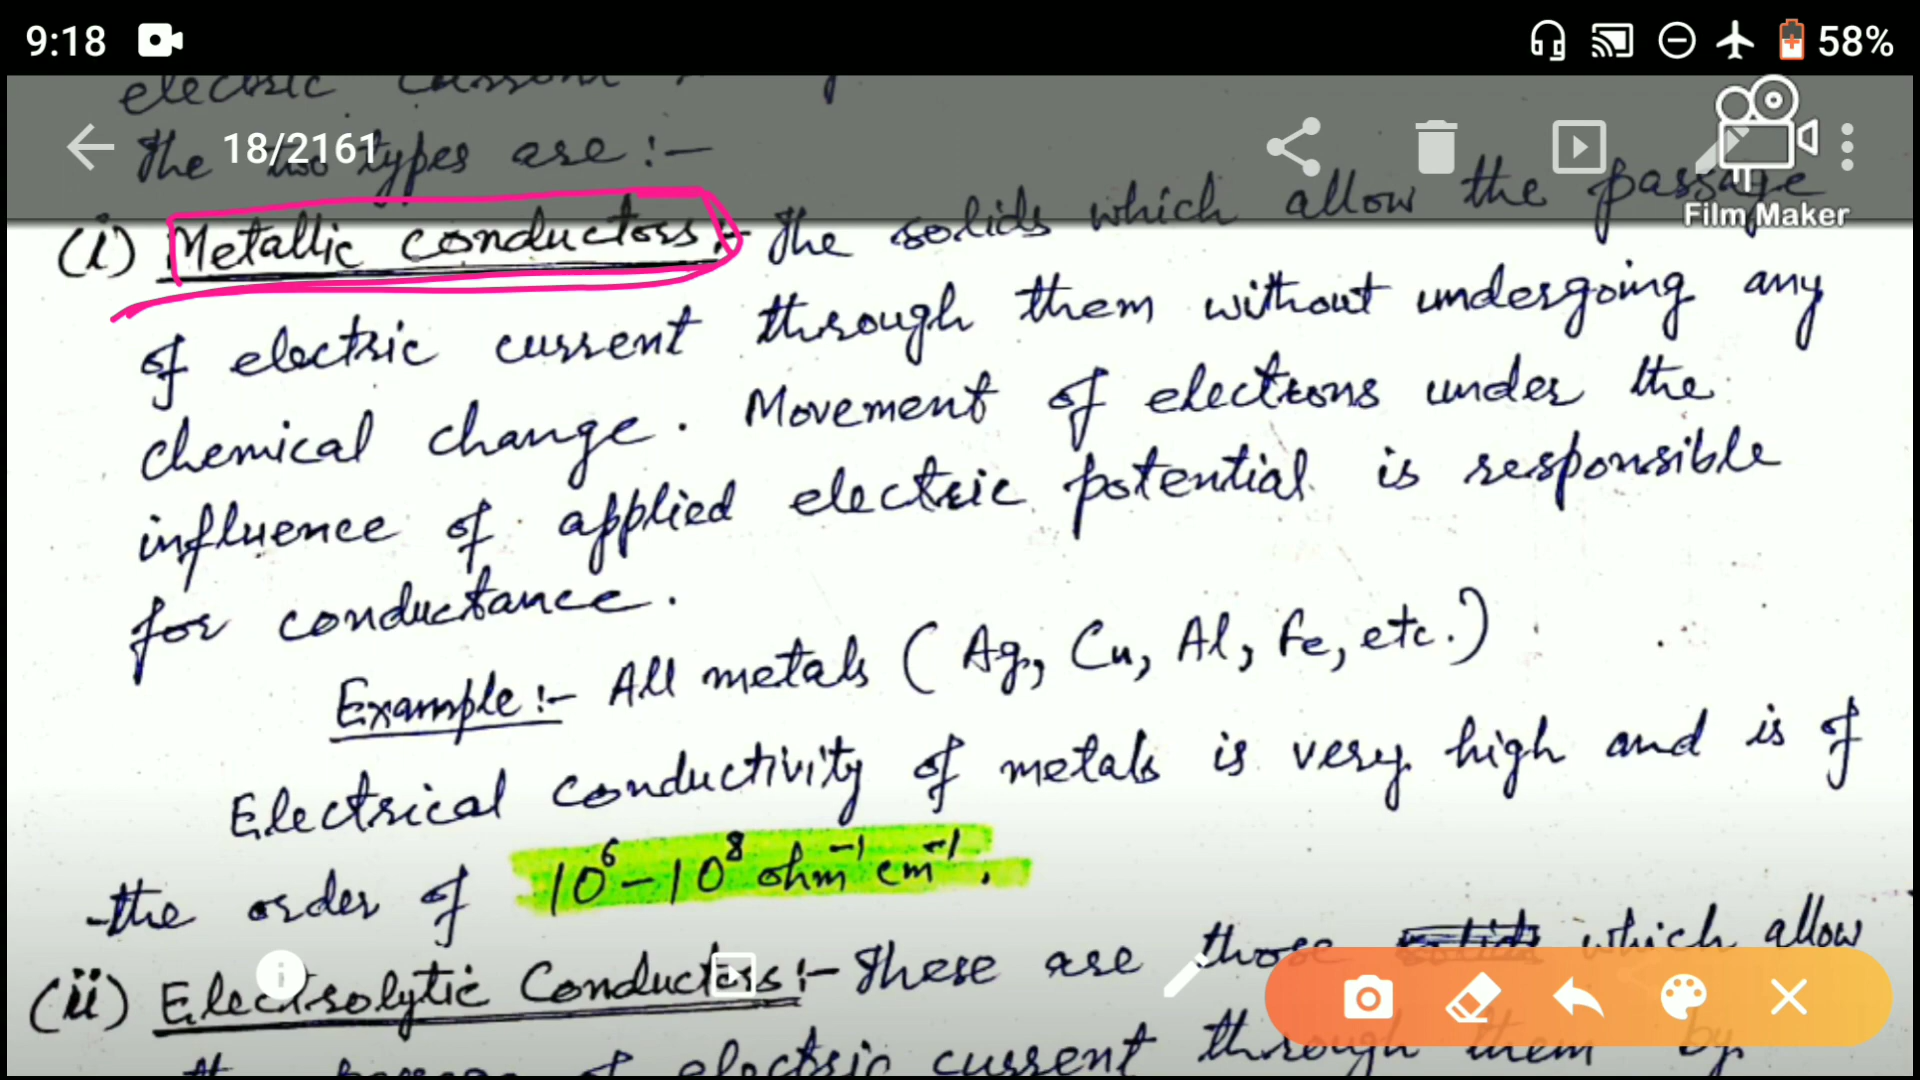 9:18
58%
electric current
18/2161
The two types are :-
Film Maker
(i) Metallic conductors :- The solids which allow the passage
of electric current through them without undergoing any
chemical change. Movement of electrons under the
influence of applied electric potential is responsible
for conductance.
Example :- All metals ( Ag, Cu, Al, Fe, etc.)
Electrical conductivity of metals is very high and is of
the order of 10⁶-10⁸ ohm⁻¹ cm⁻¹.
(ii) Electrolytic Conductors :- These are those which allow
of electric current through them by